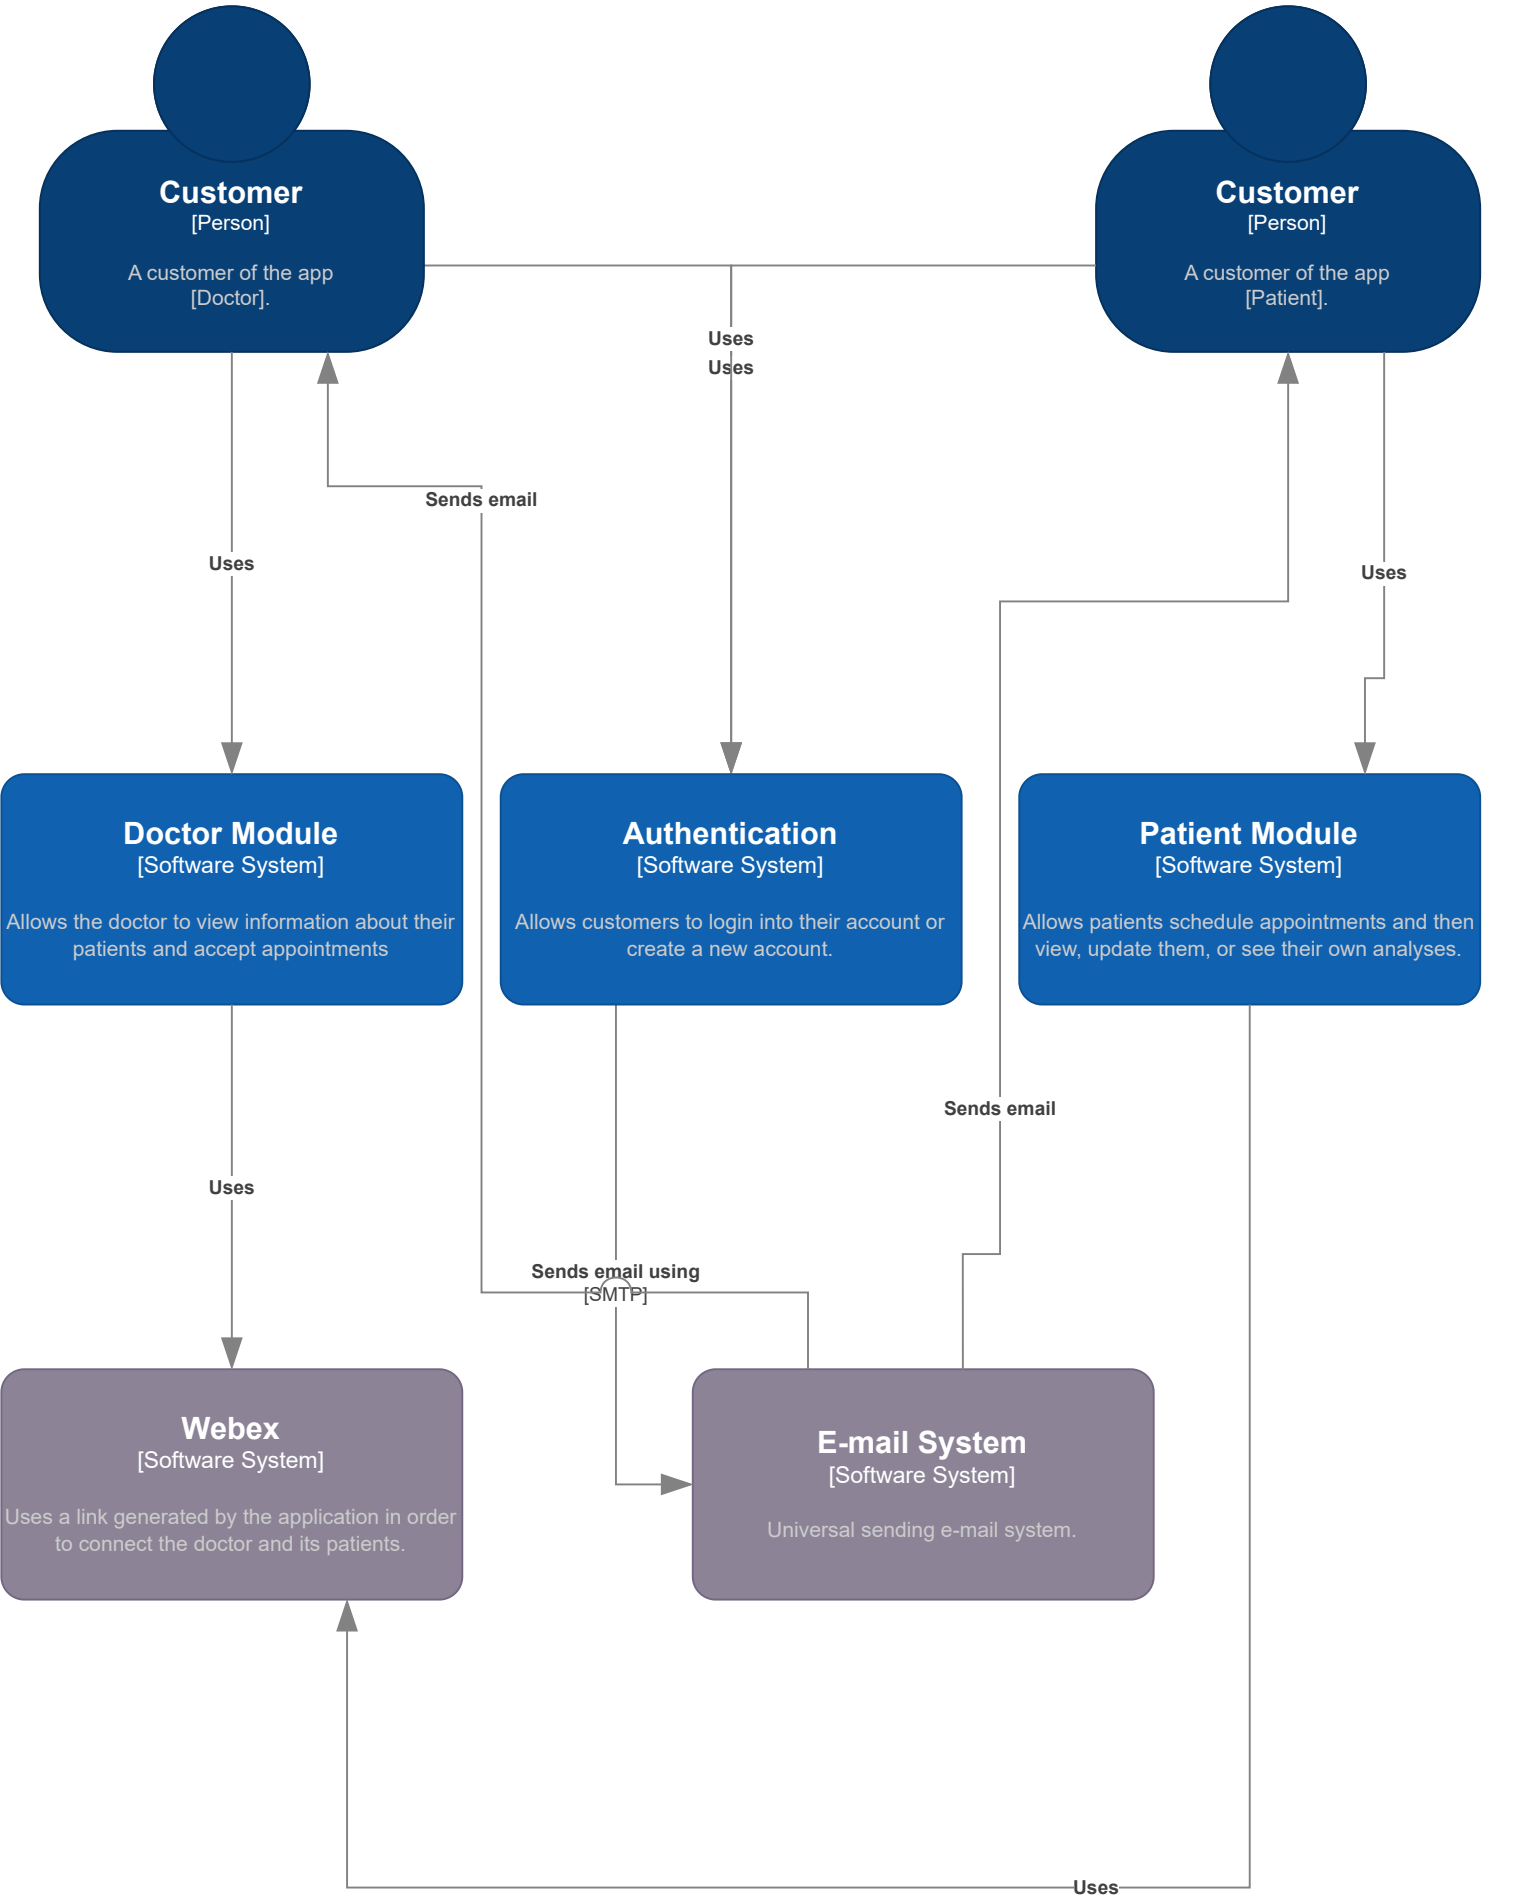 Customer
[Person]
A customer of the app
[Doctor].
Customer
[Person]
A customer of the app
[Patient].
Uses
Uses
Sends email
Uses
Uses
Doctor Module
[Software System]
Allows the doctor to view information about their
patients and accept appointments
Authentication
[Software System]
Allows customers to login into their account or
create a new account.
Patient Module
[Software System]
Allows patients schedule appointments and then
view, update them, or see their own analyses.
Sends email
Uses
Sends email using
[SMTP]
Webex
[Software System]
Uses a link generated by the application in order
to connect the doctor and its patients.
E-mail System
[Software System]
Universal sending e-mail system.
Uses